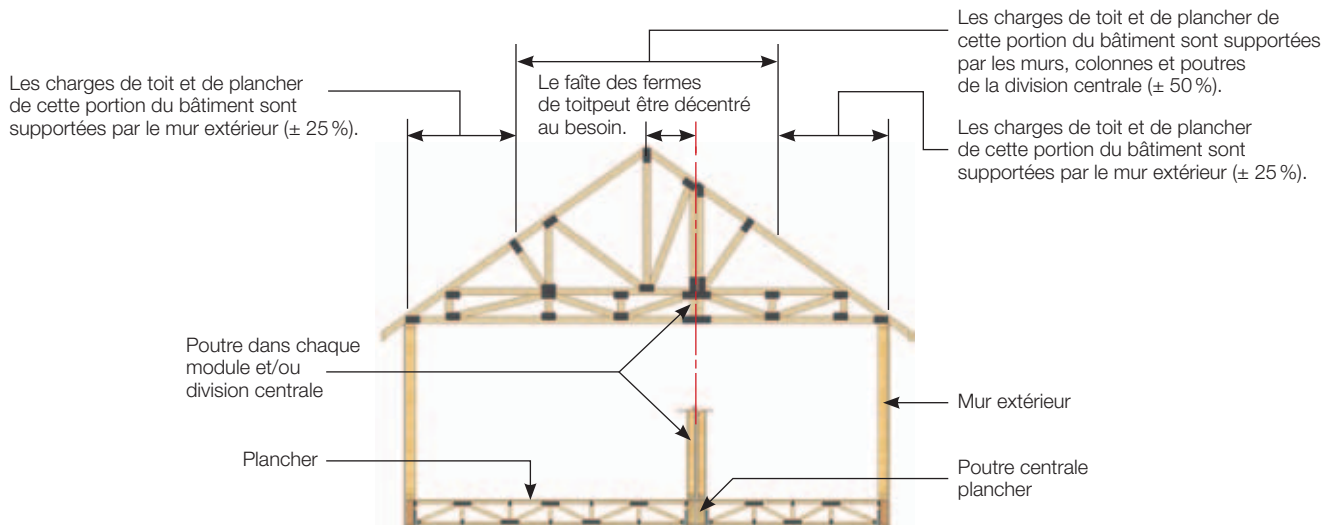 Les charges de toit et de plancher
de cette portion du bâtiment sont
supportées par le mur extérieur (± 25 %).
Le faîte des fermes
de toitpeut être décentré
au besoin.
Les charges de toit et de plancher de
cette portion du bâtiment sont supportées
par les murs, colonnes et poutres
de la division centrale (± 50 %).
Les charges de toit et de plancher
de cette portion du bâtiment sont
supportées par le mur extérieur (± 25 %).
Poutre dans chaque
module et/ou
division centrale
Mur extérieur
Plancher
Poutre centrale
plancher